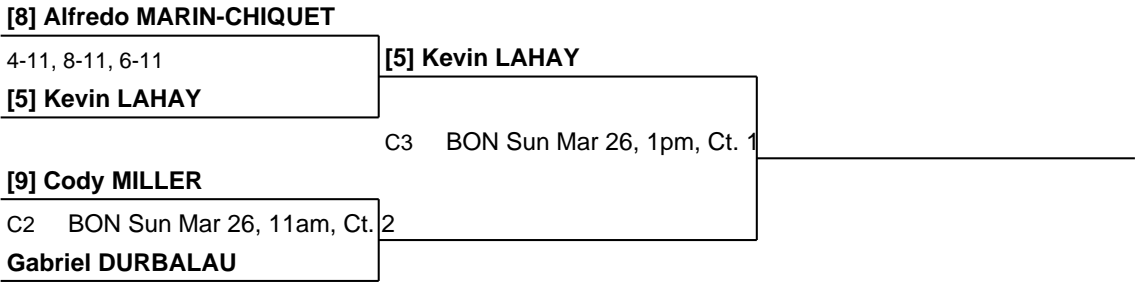 [8] Alfredo MARIN-CHIQUET
4-11, 8-11, 6-11
[5] Kevin LAHAY
[5] Kevin LAHAY
C3 BON Sun Mar 26, 1pm, Ct. 1
[9] Cody MILLER
C2 BON Sun Mar 26, 11am, Ct. 2
Gabriel DURBALAU